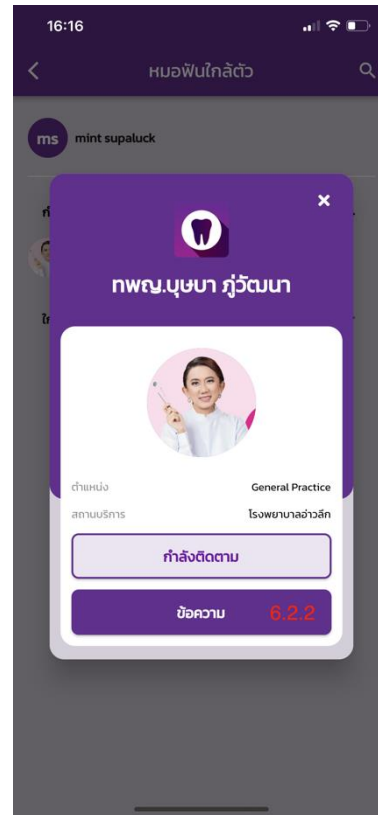 16:16
หมอฟันใกล้ตัว
ms mint supaluck
ทพญ.บุษบา ภู่วัฒนา
ตำแหน่ง General Practice
สถานบริการ โรงพยาบาลอ่าวลึก
กำลังติดตาม
ข้อความ 6.2.2